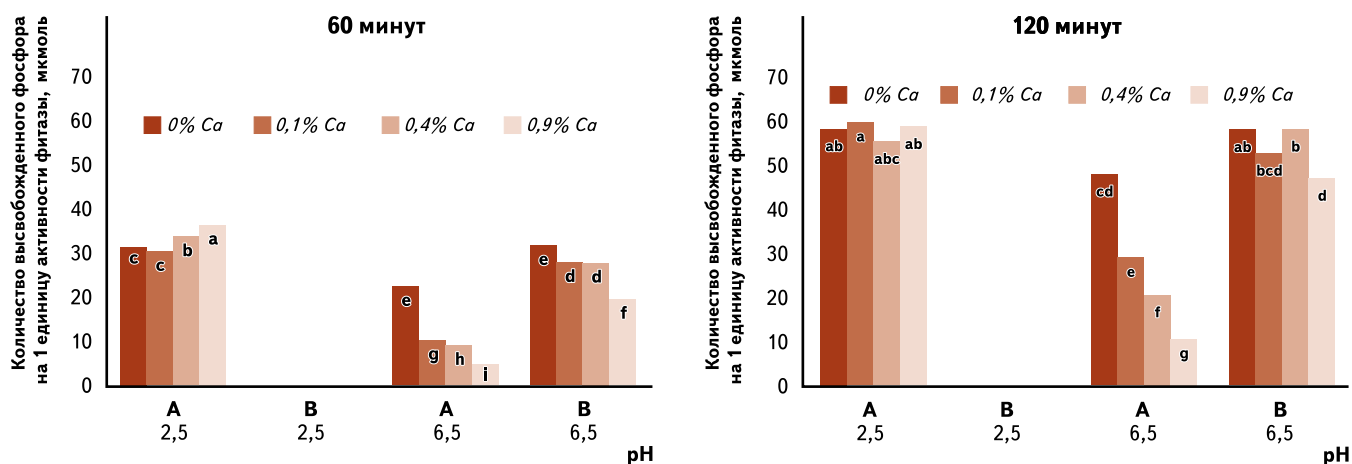 60 минут
Количество высвобожденного фосфора
на 1 единицу активности фитазы, мкмоль
70
60
50
40
30
20
10
0
0% Ca 0,1% Ca 0,4% Ca 0,9% Ca
c c b a
e g h i
e d d f
A B A B
2,5 2,5 6,5 6,5
pH
120 минут
Количество высвобожденного фосфора
на 1 единицу активности фитазы, мкмоль
70
60
50
40
30
20
10
0
0% Ca 0,1% Ca 0,4% Ca 0,9% Ca
ab a abc ab
cd e f g
ab bcd b d
A B A B
2,5 2,5 6,5 6,5
pH